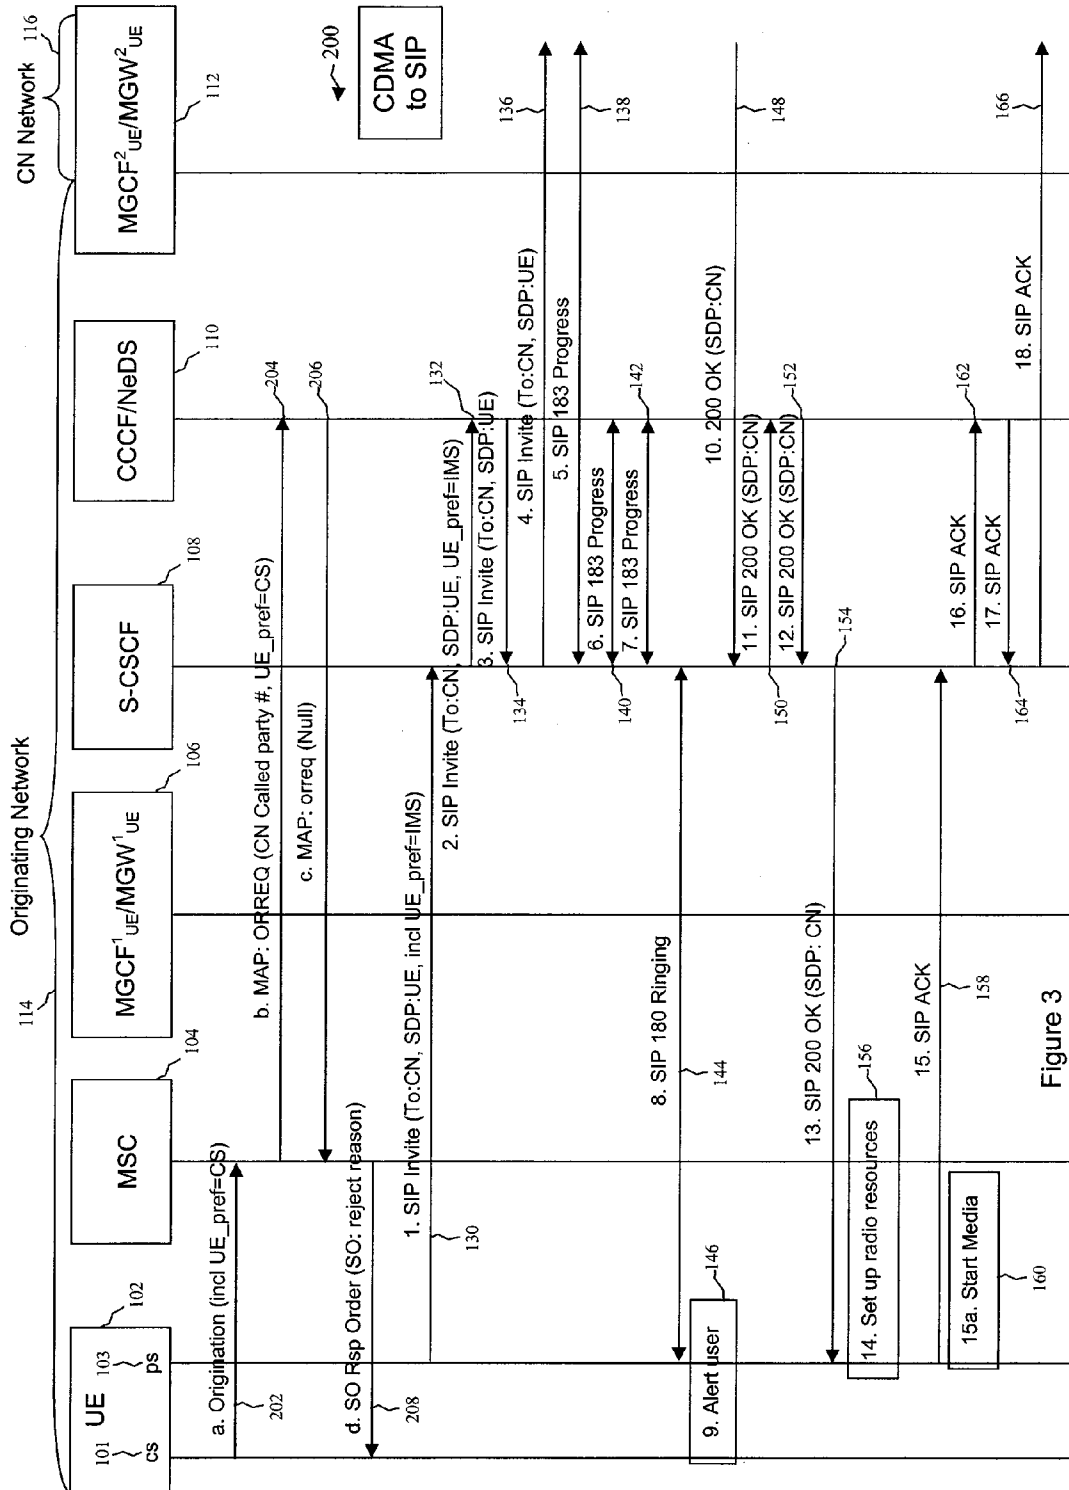 Originating Network
114
CN Network
116
UE
cs
ps
101
103
102
MSC
104
MGCF¹UE/MGW¹UE
106
S-CSCF
108
CCCF/NeDS
110
MGCF²UE/MGW²UE
112
200
CDMA
to SIP
a. Origination (incl UE_pref=CS)
202
b. MAP: ORREQ (CN Called party #, UE_pref=CS)
204
c. MAP: orreq (Null)
206
d. SO Rsp Order (SO: reject reason)
208
1. SIP Invite (To:CN, SDP:UE, incl UE_pref=IMS)
130
2. SIP Invite (To:CN, SDP:UE, UE_pref=IMS)
132
3. SIP Invite (To:CN, SDP:UE)
134
4. SIP Invite (To:CN, SDP:UE)
136
5. SIP 183 Progress
138
6. SIP 183 Progress
140
7. SIP 183 Progress
142
8. SIP 180 Ringing
144
9. Alert user
146
10. 200 OK (SDP:CN)
148
11. SIP 200 OK (SDP:CN)
150
12. SIP 200 OK (SDP:CN)
152
13. SIP 200 OK (SDP: CN)
154
14. Set up radio resources
156
15. SIP ACK
158
15a. Start Media
160
16. SIP ACK
162
17. SIP ACK
164
18. SIP ACK
166
Figure 3